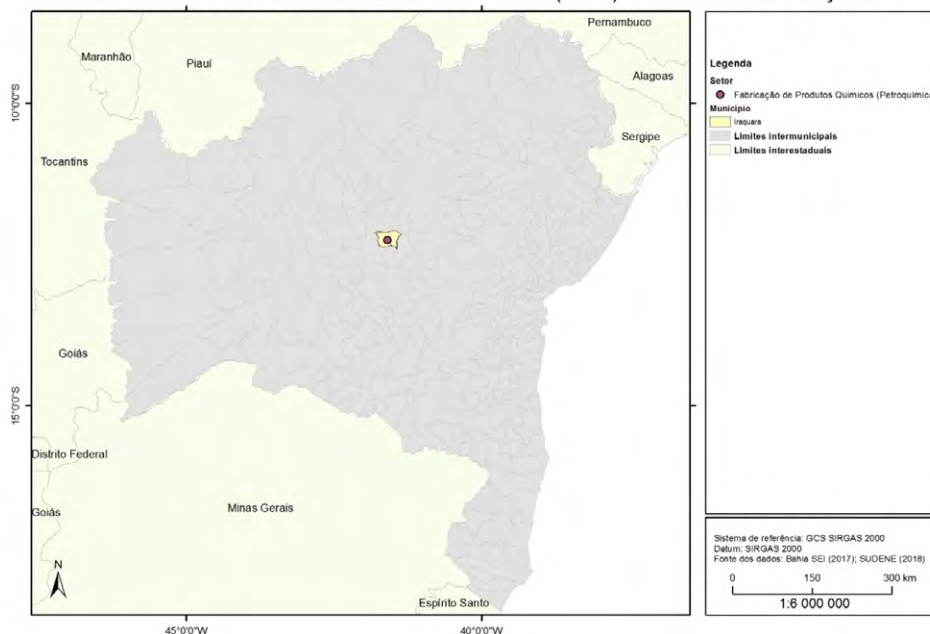 Pernambuco
Maranhão
Piauí
Alagoas
Sergipe
Tocantins
Goiás
Distrito Federal
Goiás
Minas Gerais
Espírito Santo
N
10°0'0"S
15°0'0"S
45°0'0"W
40°0'0"W
Legenda
Setor
Fabricação de Produtos Quimicos (Petroquimica
Município
Iraquara
Limites intermunicipais
Limites interestaduais
Sistema de referência: GCS SIRGAS 2000
Datum: SIRGAS 2000
Fonte dos dados: Bahia SEI (2017); SUDENE (2018)
0 150 300 km
1:6 000 000